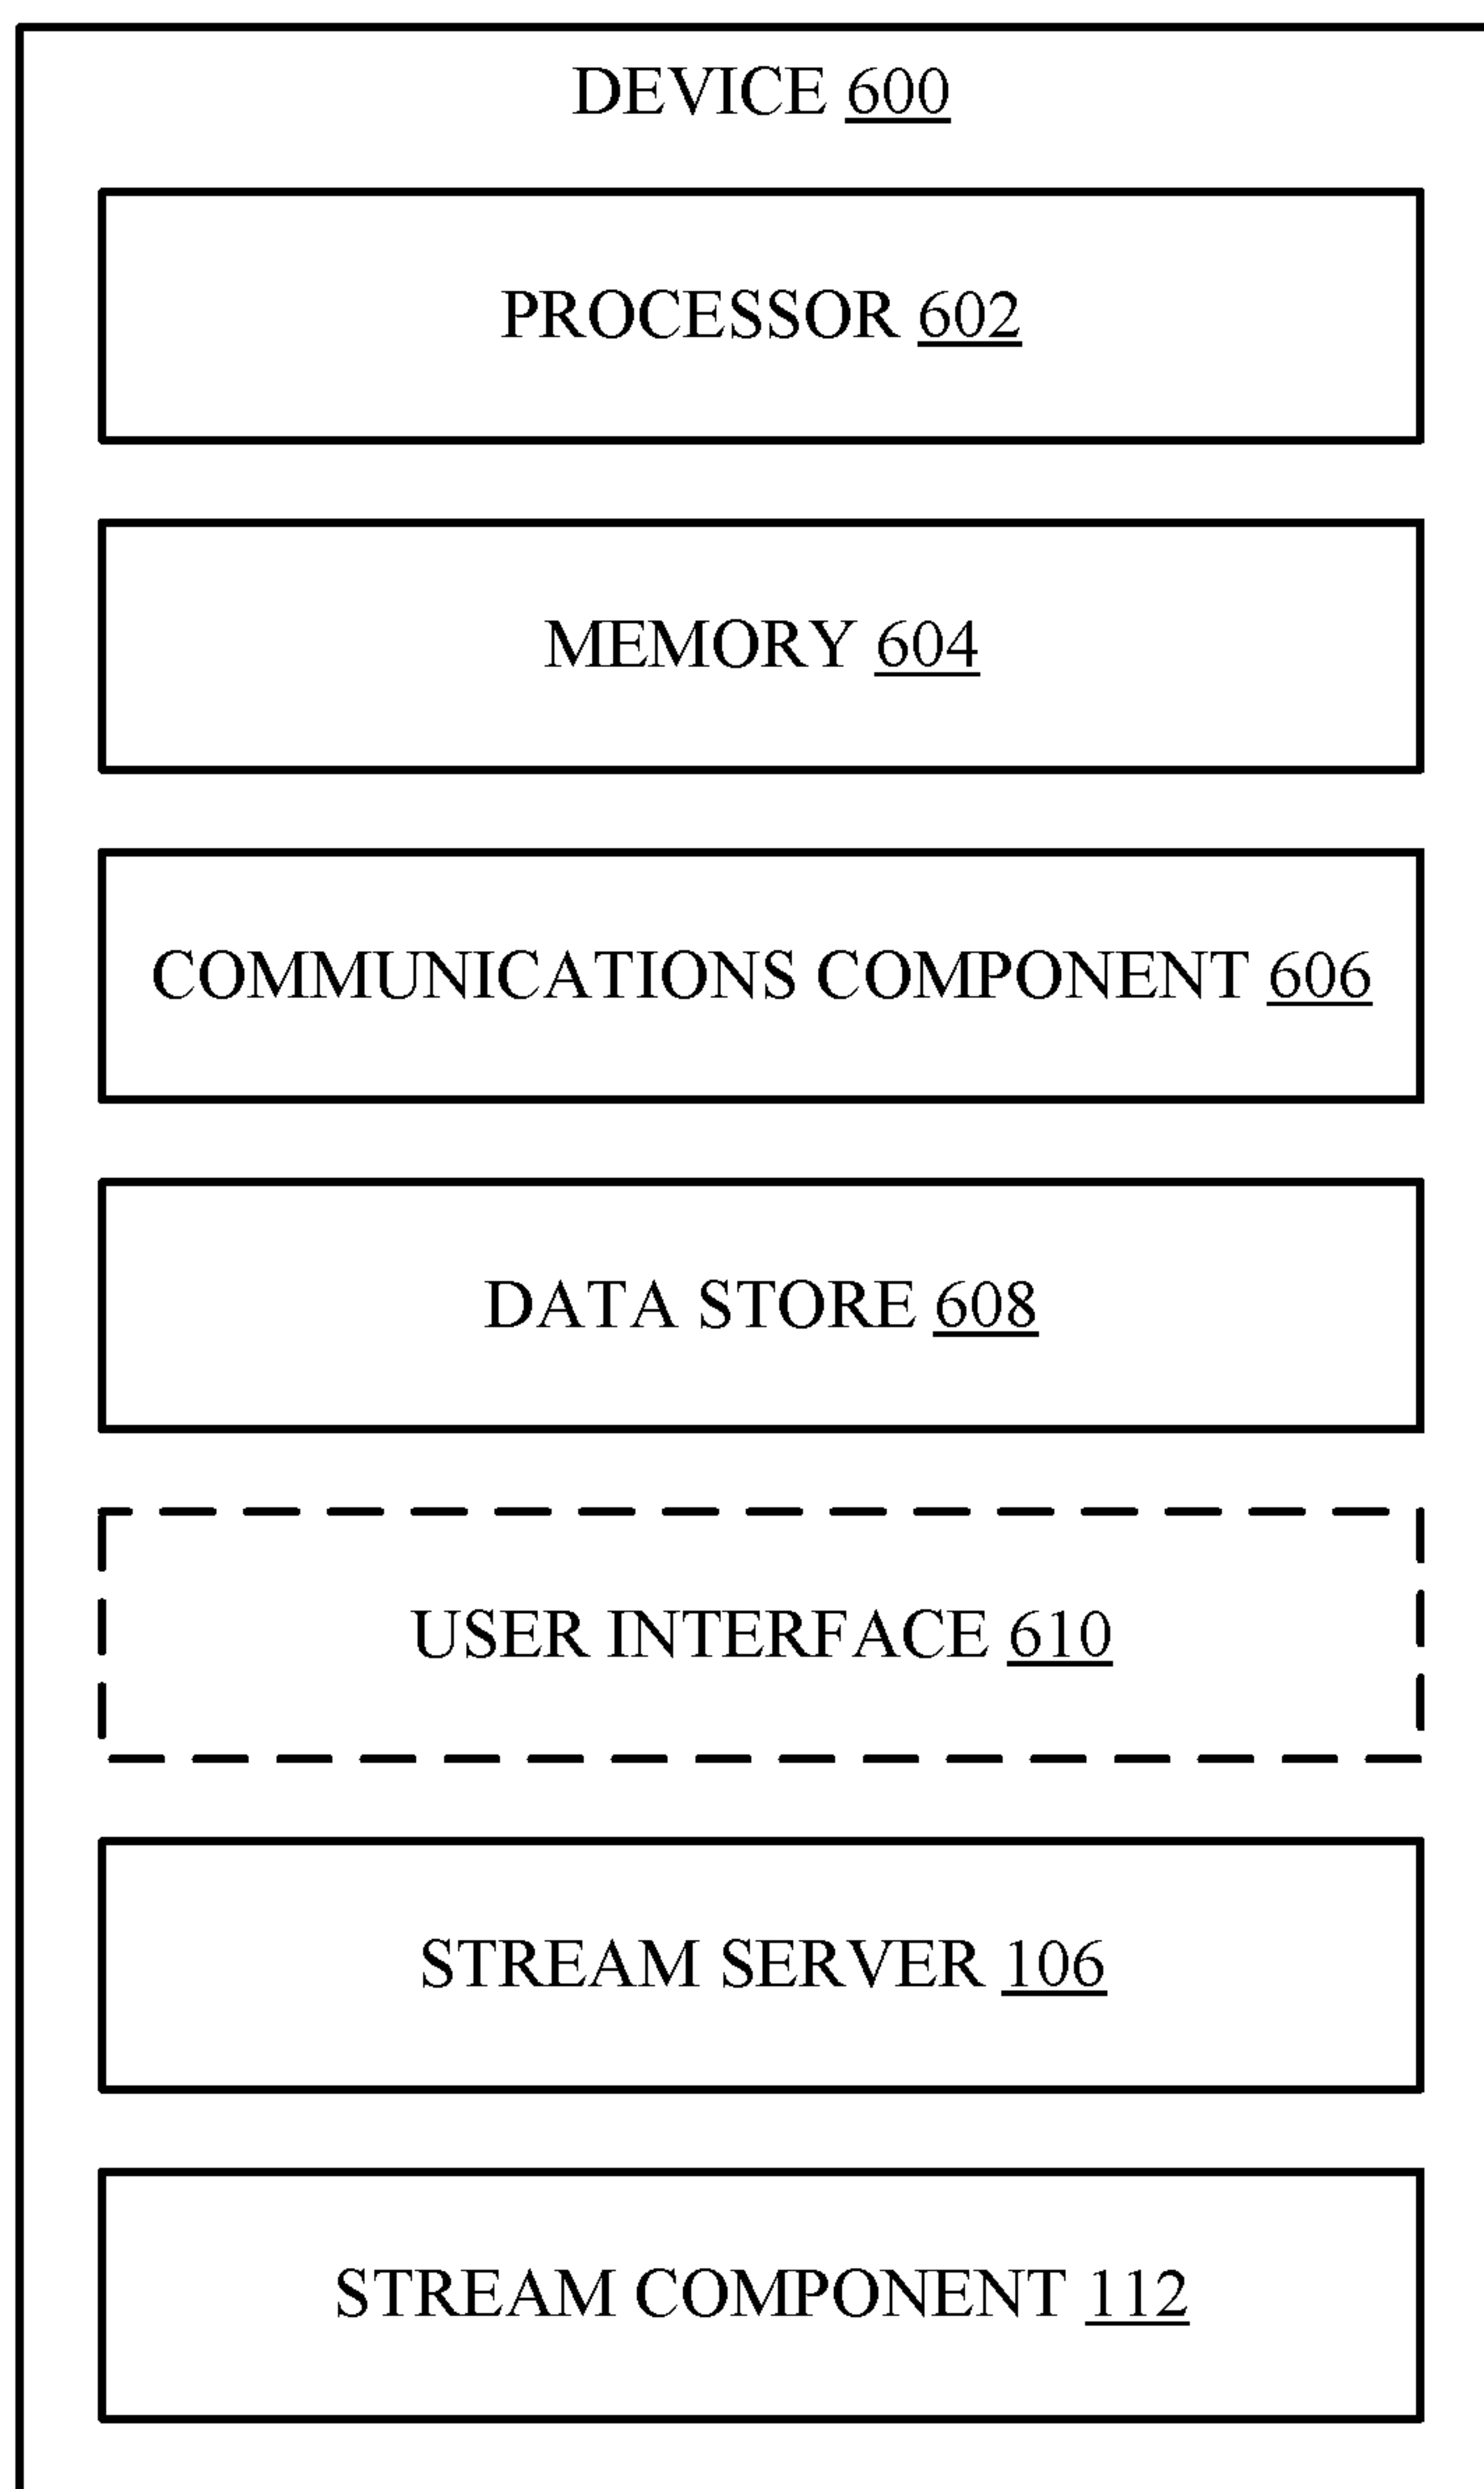 DEVICE 600
PROCESSOR 602
MEMORY 604
COMMUNICATIONS COMPONENT 606
DATA STORE 608
USER INTERFACE 610
STREAM SERVER 106
STREAM COMPONENT 112